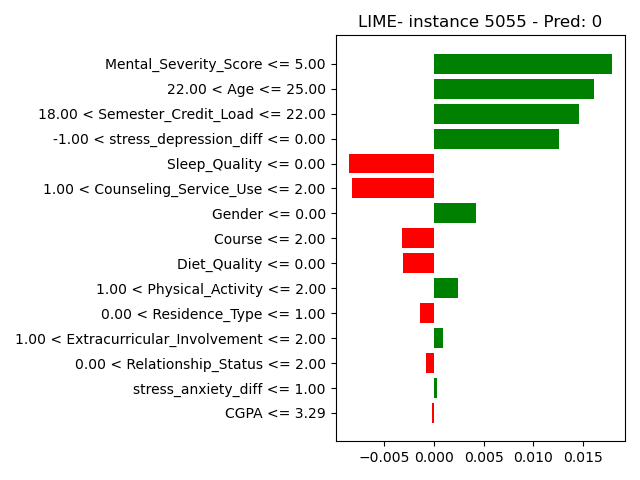 LIME- instance 5055 - Pred: 0
Mental_Severity_Score <= 5.00
22.00 < Age <= 25.00
18.00 < Semester_Credit_Load <= 22.00
-1.00 < stress_depression_diff <= 0.00
Sleep_Quality <= 0.00
1.00 < Counseling_Service_Use <= 2.00
Gender <= 0.00
Course <= 2.00
Diet_Quality <= 0.00
1.00 < Physical_Activity <= 2.00
0.00 < Residence_Type <= 1.00
1.00 < Extracurricular_Involvement <= 2.00
0.00 < Relationship_Status <= 2.00
stress_anxiety_diff <= 1.00
CGPA <= 3.29
−0.005 0.000 0.005 0.010 0.015